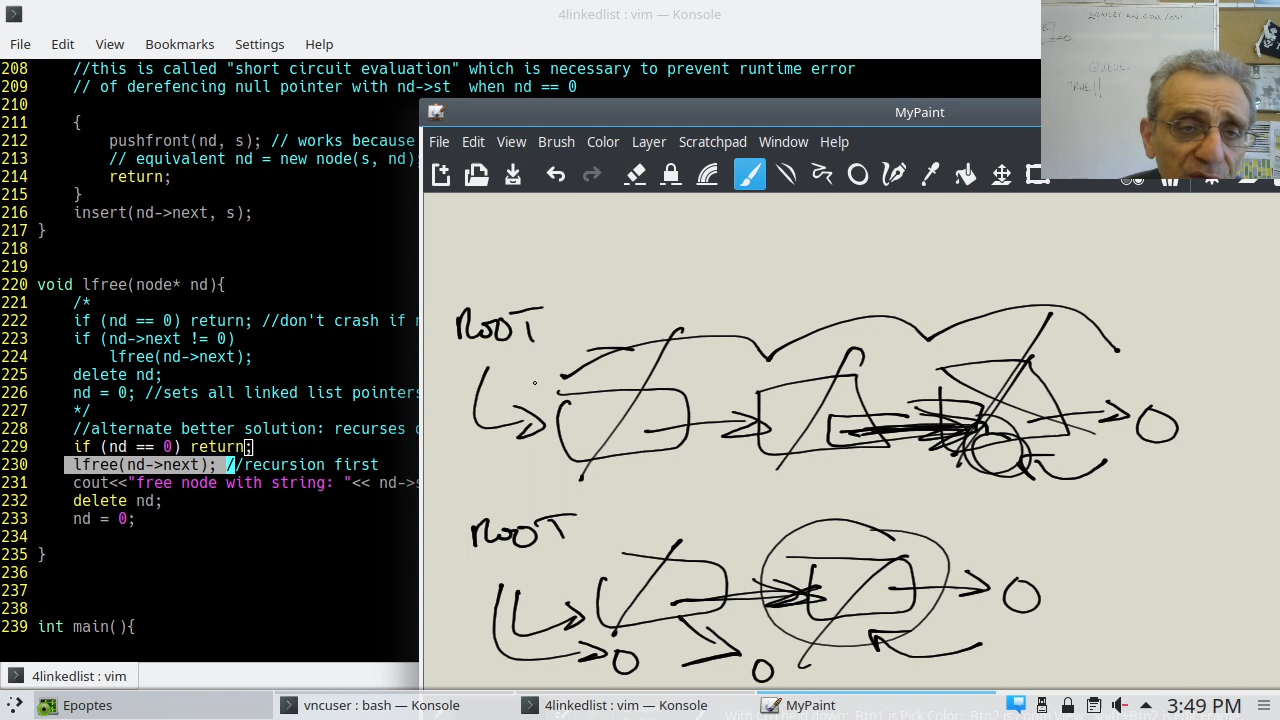 4linkedlist : vim — Konsole
File Edit View Bookmarks Settings Help
208 //this is called "short circuit evaluation" which is necessary to prevent runtime error
209 // of derefencing null pointer with nd->st when nd == 0
210
211 {
212 pushfront(nd, s); // works because
213 // equivalent nd = new node(s, nd);
214 return;
215 }
216 insert(nd->next, s);
217 }
218
219
220 void lfree(node* nd){
221 /*
222 if (nd == 0) return; //don't crash if
223 if (nd->next != 0)
224 lfree(nd->next);
225 delete nd;
226 nd = 0; //sets all linked list pointers
227 */
228 //alternate better solution: recurses
229 if (nd == 0) return;
230 lfree(nd->next); //recursion first
231 cout<<"free node with string: "<< nd->s
232 delete nd;
233 nd = 0;
234
235 }
236
237
238
239 int main(){
MyPaint
File Edit View Brush Color Layer Scratchpad Window Help
ROOT
0
ROOT
0
0
0
QUEUE
TRUE!!
4linkedlist : vim
Epoptes
vrcuser : bash — Konsole
4linkedlist : vim — Konsole
MyPaint
3:49 PM